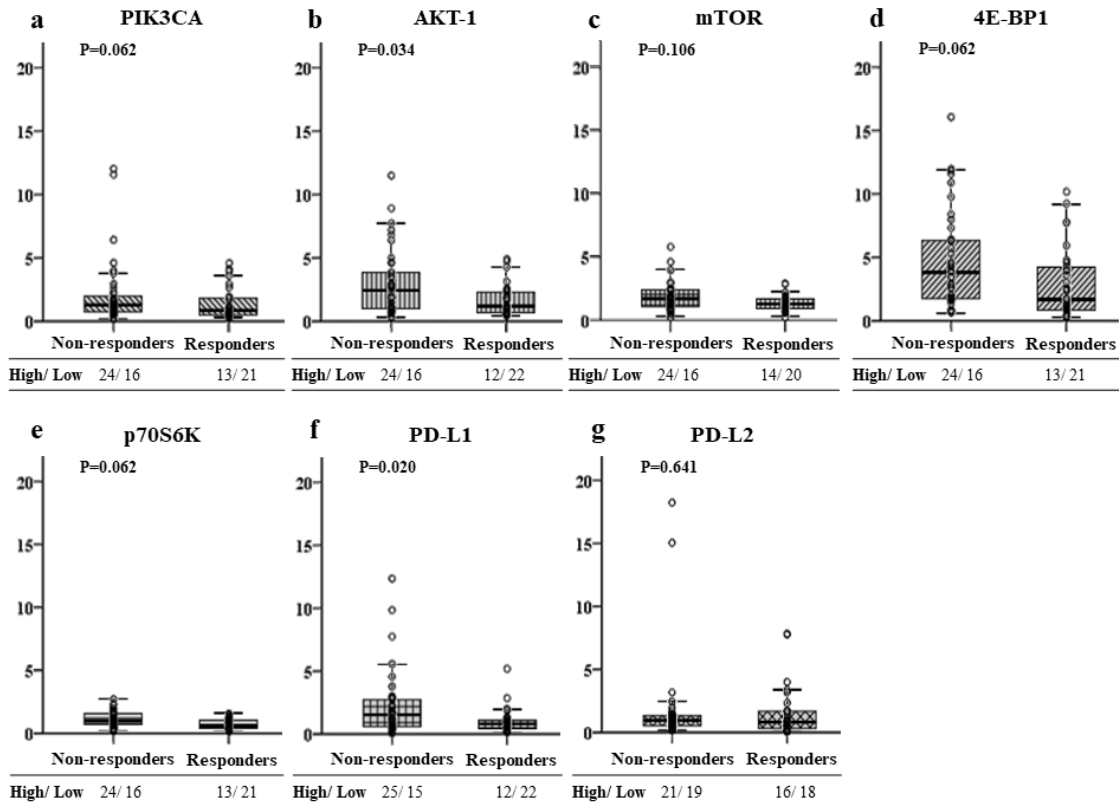 a PIK3CA
P=0.062
20
15
10
5
0
Non-responders Responders
High/ Low 24/ 16 13/ 21
b AKT-1
P=0.034
20
15
10
5
0
Non-responders Responders
High/ Low 24/ 16 12/ 22
c mTOR
P=0.106
20
15
10
5
0
Non-responders Responders
High/ Low 24/ 16 14/ 20
d 4E-BP1
P=0.062
20
15
10
5
0
Non-responders Responders
High/ Low 24/ 16 13/ 21
e p70S6K
P=0.062
20
15
10
5
0
Non-responders Responders
High/ Low 24/ 16 13/ 21
f PD-L1
P=0.020
20
15
10
5
0
Non-responders Responders
High/ Low 25/ 15 12/ 22
g PD-L2
P=0.641
20
15
10
5
0
Non-responders Responders
High/ Low 21/ 19 16/ 18